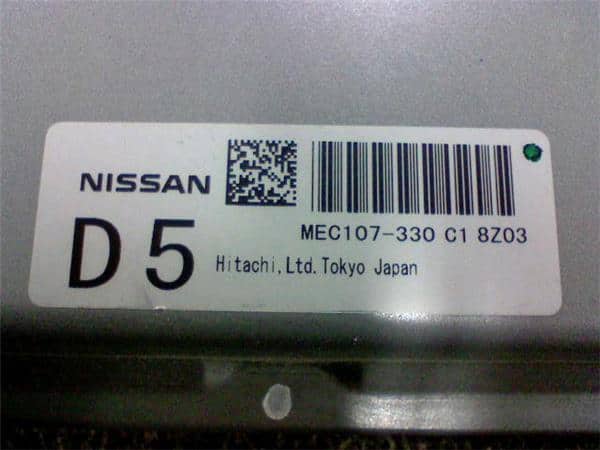 NISSAN
MEC107-330 C1 8Z03
D5
Hitachi,Ltd.Tokyo Japan